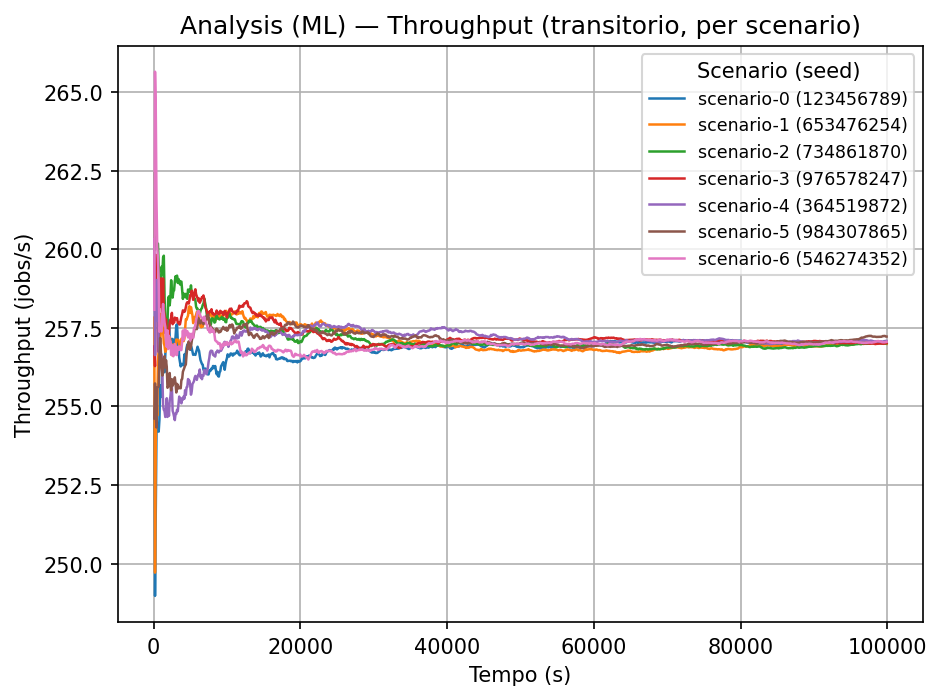 Analysis (ML) — Throughput (transitorio, per scenario)
Throughput (jobs/s)
265.0
262.5
260.0
257.5
255.0
252.5
250.0
Scenario (seed)
scenario-0 (123456789)
scenario-1 (653476254)
scenario-2 (734861870)
scenario-3 (976578247)
scenario-4 (364519872)
scenario-5 (984307865)
scenario-6 (546274352)
0
20000
40000
60000
80000
100000
Tempo (s)